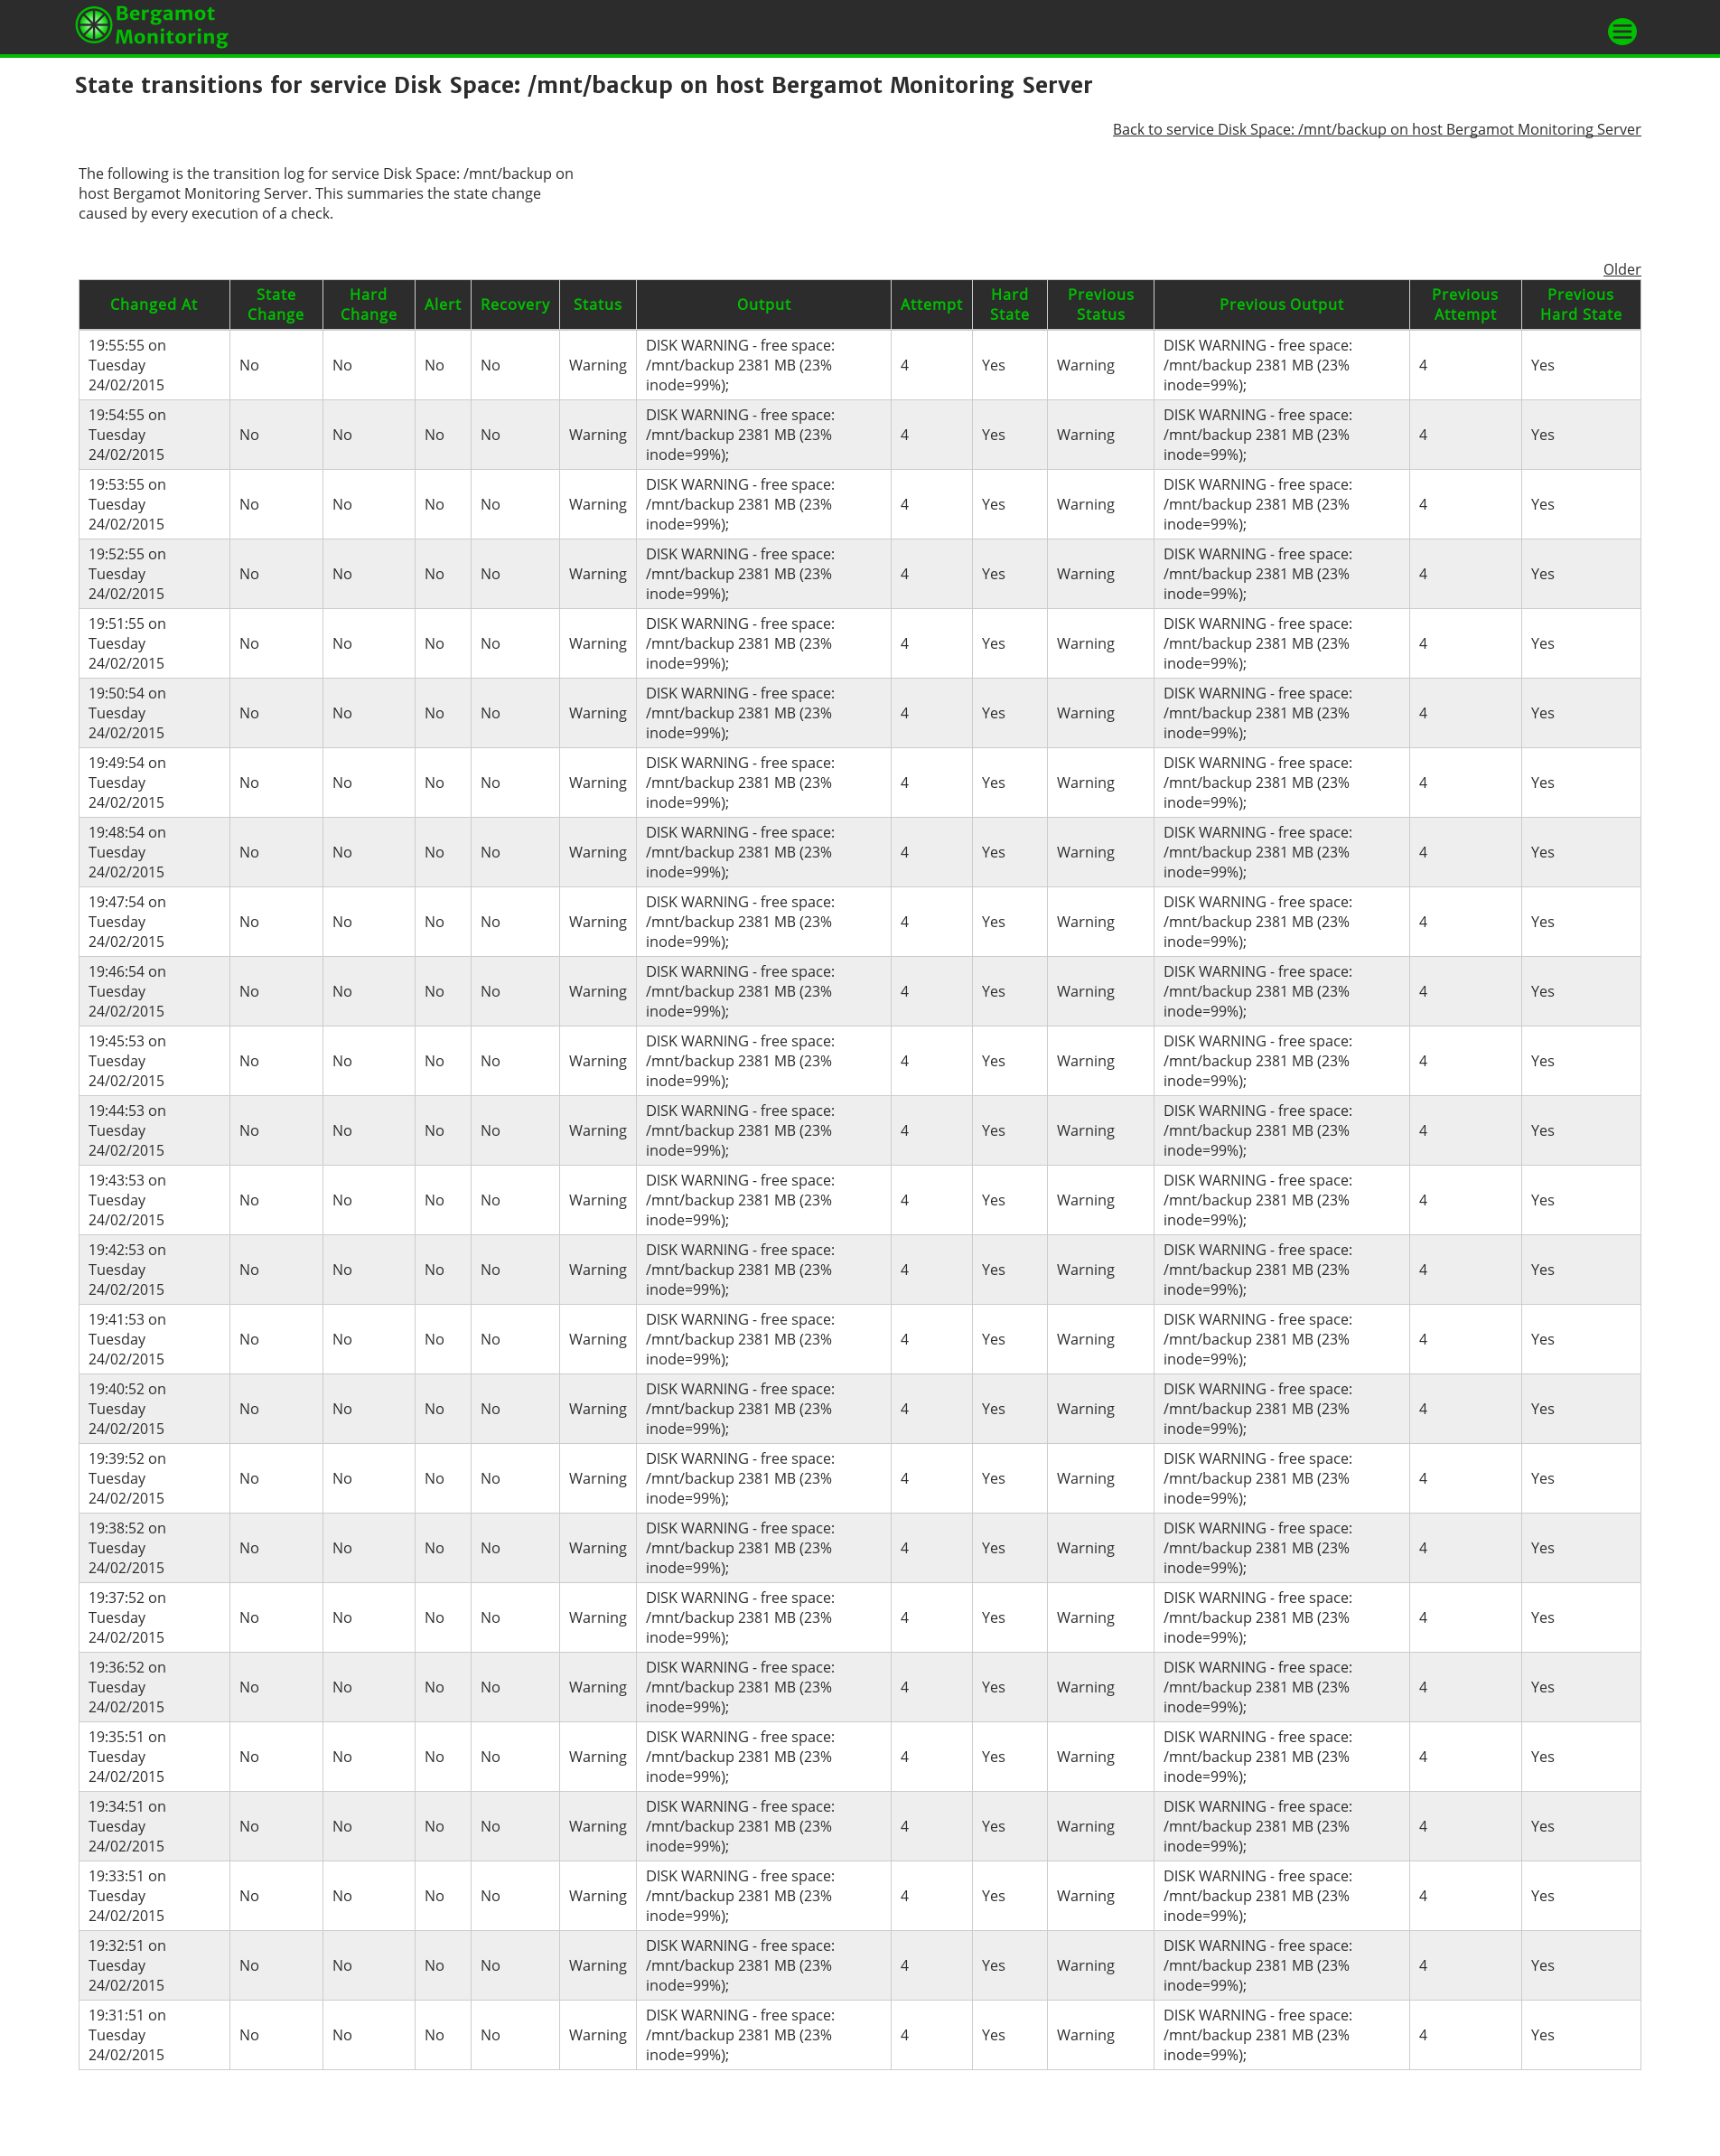 Bergamot
Monitoring
State transitions for service Disk Space: /mnt/backup on host Bergamot Monitoring Server
Back to service Disk Space: /mnt/backup on host Bergamot Monitoring Server
The following is the transition log for service Disk Space: /mnt/backup on
host Bergamot Monitoring Server. This summaries the state change
caused by every execution of a check.
Older
Changed At State Change Hard Change Alert Recovery Status Output Attempt Hard State Previous Status Previous Output Previous Attempt Previous Hard State
19:55:55 on Tuesday 24/02/2015 No No No No Warning DISK WARNING - free space: /mnt/backup 2381 MB (23% inode=99%); 4 Yes Warning DISK WARNING - free space: /mnt/backup 2381 MB (23% inode=99%); 4 Yes
19:54:55 on Tuesday 24/02/2015 No No No No Warning DISK WARNING - free space: /mnt/backup 2381 MB (23% inode=99%); 4 Yes Warning DISK WARNING - free space: /mnt/backup 2381 MB (23% inode=99%); 4 Yes
19:53:55 on Tuesday 24/02/2015 No No No No Warning DISK WARNING - free space: /mnt/backup 2381 MB (23% inode=99%); 4 Yes Warning DISK WARNING - free space: /mnt/backup 2381 MB (23% inode=99%); 4 Yes
19:52:55 on Tuesday 24/02/2015 No No No No Warning DISK WARNING - free space: /mnt/backup 2381 MB (23% inode=99%); 4 Yes Warning DISK WARNING - free space: /mnt/backup 2381 MB (23% inode=99%); 4 Yes
19:51:55 on Tuesday 24/02/2015 No No No No Warning DISK WARNING - free space: /mnt/backup 2381 MB (23% inode=99%); 4 Yes Warning DISK WARNING - free space: /mnt/backup 2381 MB (23% inode=99%); 4 Yes
19:50:54 on Tuesday 24/02/2015 No No No No Warning DISK WARNING - free space: /mnt/backup 2381 MB (23% inode=99%); 4 Yes Warning DISK WARNING - free space: /mnt/backup 2381 MB (23% inode=99%); 4 Yes
19:49:54 on Tuesday 24/02/2015 No No No No Warning DISK WARNING - free space: /mnt/backup 2381 MB (23% inode=99%); 4 Yes Warning DISK WARNING - free space: /mnt/backup 2381 MB (23% inode=99%); 4 Yes
19:48:54 on Tuesday 24/02/2015 No No No No Warning DISK WARNING - free space: /mnt/backup 2381 MB (23% inode=99%); 4 Yes Warning DISK WARNING - free space: /mnt/backup 2381 MB (23% inode=99%); 4 Yes
19:47:54 on Tuesday 24/02/2015 No No No No Warning DISK WARNING - free space: /mnt/backup 2381 MB (23% inode=99%); 4 Yes Warning DISK WARNING - free space: /mnt/backup 2381 MB (23% inode=99%); 4 Yes
19:46:54 on Tuesday 24/02/2015 No No No No Warning DISK WARNING - free space: /mnt/backup 2381 MB (23% inode=99%); 4 Yes Warning DISK WARNING - free space: /mnt/backup 2381 MB (23% inode=99%); 4 Yes
19:45:53 on Tuesday 24/02/2015 No No No No Warning DISK WARNING - free space: /mnt/backup 2381 MB (23% inode=99%); 4 Yes Warning DISK WARNING - free space: /mnt/backup 2381 MB (23% inode=99%); 4 Yes
19:44:53 on Tuesday 24/02/2015 No No No No Warning DISK WARNING - free space: /mnt/backup 2381 MB (23% inode=99%); 4 Yes Warning DISK WARNING - free space: /mnt/backup 2381 MB (23% inode=99%); 4 Yes
19:43:53 on Tuesday 24/02/2015 No No No No Warning DISK WARNING - free space: /mnt/backup 2381 MB (23% inode=99%); 4 Yes Warning DISK WARNING - free space: /mnt/backup 2381 MB (23% inode=99%); 4 Yes
19:42:53 on Tuesday 24/02/2015 No No No No Warning DISK WARNING - free space: /mnt/backup 2381 MB (23% inode=99%); 4 Yes Warning DISK WARNING - free space: /mnt/backup 2381 MB (23% inode=99%); 4 Yes
19:41:53 on Tuesday 24/02/2015 No No No No Warning DISK WARNING - free space: /mnt/backup 2381 MB (23% inode=99%); 4 Yes Warning DISK WARNING - free space: /mnt/backup 2381 MB (23% inode=99%); 4 Yes
19:40:52 on Tuesday 24/02/2015 No No No No Warning DISK WARNING - free space: /mnt/backup 2381 MB (23% inode=99%); 4 Yes Warning DISK WARNING - free space: /mnt/backup 2381 MB (23% inode=99%); 4 Yes
19:39:52 on Tuesday 24/02/2015 No No No No Warning DISK WARNING - free space: /mnt/backup 2381 MB (23% inode=99%); 4 Yes Warning DISK WARNING - free space: /mnt/backup 2381 MB (23% inode=99%); 4 Yes
19:38:52 on Tuesday 24/02/2015 No No No No Warning DISK WARNING - free space: /mnt/backup 2381 MB (23% inode=99%); 4 Yes Warning DISK WARNING - free space: /mnt/backup 2381 MB (23% inode=99%); 4 Yes
19:37:52 on Tuesday 24/02/2015 No No No No Warning DISK WARNING - free space: /mnt/backup 2381 MB (23% inode=99%); 4 Yes Warning DISK WARNING - free space: /mnt/backup 2381 MB (23% inode=99%); 4 Yes
19:36:52 on Tuesday 24/02/2015 No No No No Warning DISK WARNING - free space: /mnt/backup 2381 MB (23% inode=99%); 4 Yes Warning DISK WARNING - free space: /mnt/backup 2381 MB (23% inode=99%); 4 Yes
19:35:51 on Tuesday 24/02/2015 No No No No Warning DISK WARNING - free space: /mnt/backup 2381 MB (23% inode=99%); 4 Yes Warning DISK WARNING - free space: /mnt/backup 2381 MB (23% inode=99%); 4 Yes
19:34:51 on Tuesday 24/02/2015 No No No No Warning DISK WARNING - free space: /mnt/backup 2381 MB (23% inode=99%); 4 Yes Warning DISK WARNING - free space: /mnt/backup 2381 MB (23% inode=99%); 4 Yes
19:33:51 on Tuesday 24/02/2015 No No No No Warning DISK WARNING - free space: /mnt/backup 2381 MB (23% inode=99%); 4 Yes Warning DISK WARNING - free space: /mnt/backup 2381 MB (23% inode=99%); 4 Yes
19:32:51 on Tuesday 24/02/2015 No No No No Warning DISK WARNING - free space: /mnt/backup 2381 MB (23% inode=99%); 4 Yes Warning DISK WARNING - free space: /mnt/backup 2381 MB (23% inode=99%); 4 Yes
19:31:51 on Tuesday 24/02/2015 No No No No Warning DISK WARNING - free space: /mnt/backup 2381 MB (23% inode=99%); 4 Yes Warning DISK WARNING - free space: /mnt/backup 2381 MB (23% inode=99%); 4 Yes